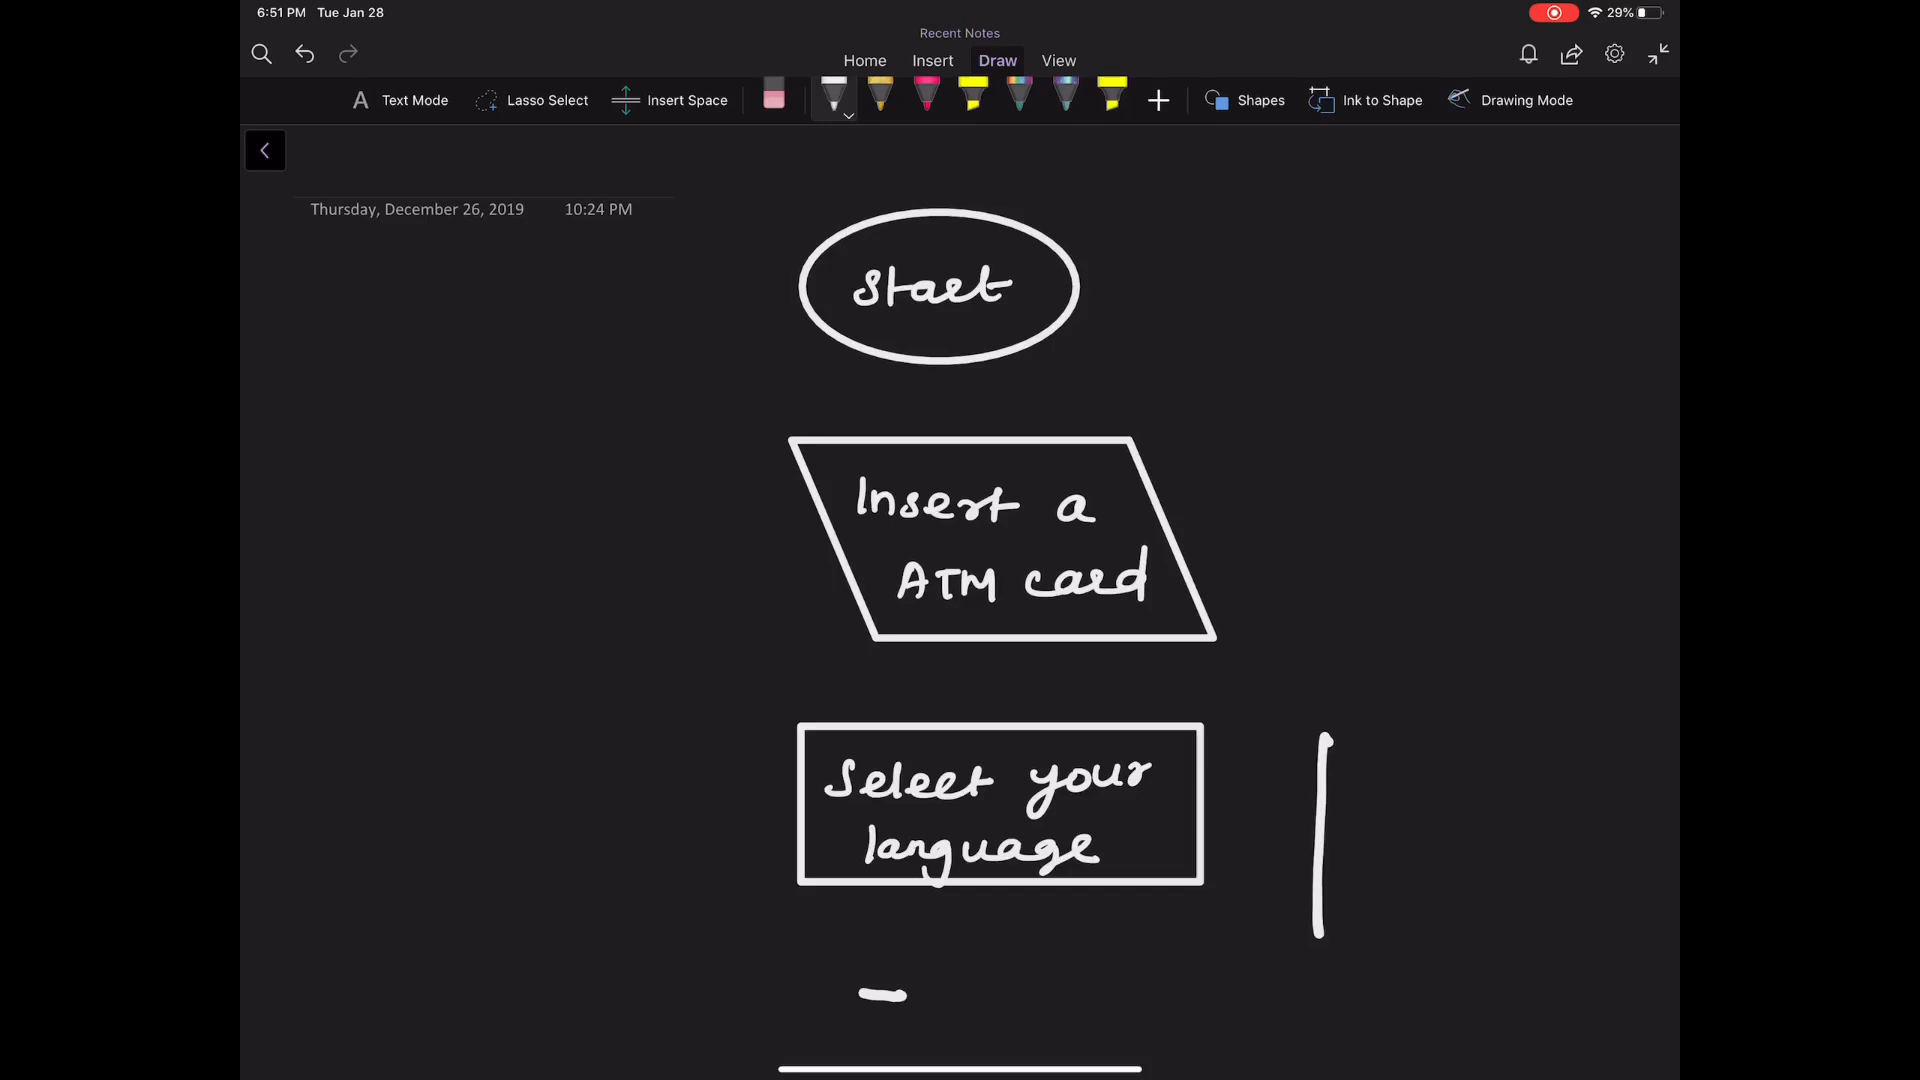 6:51 PM Tue Jan 28
29%
Recent Notes
Home Insert Draw View
Text Mode Lasso Select Insert Space Shapes Ink to Shape Drawing Mode
Thursday, December 26, 2019 10:24 PM
Start
Insert a
ATM card
Select your
language